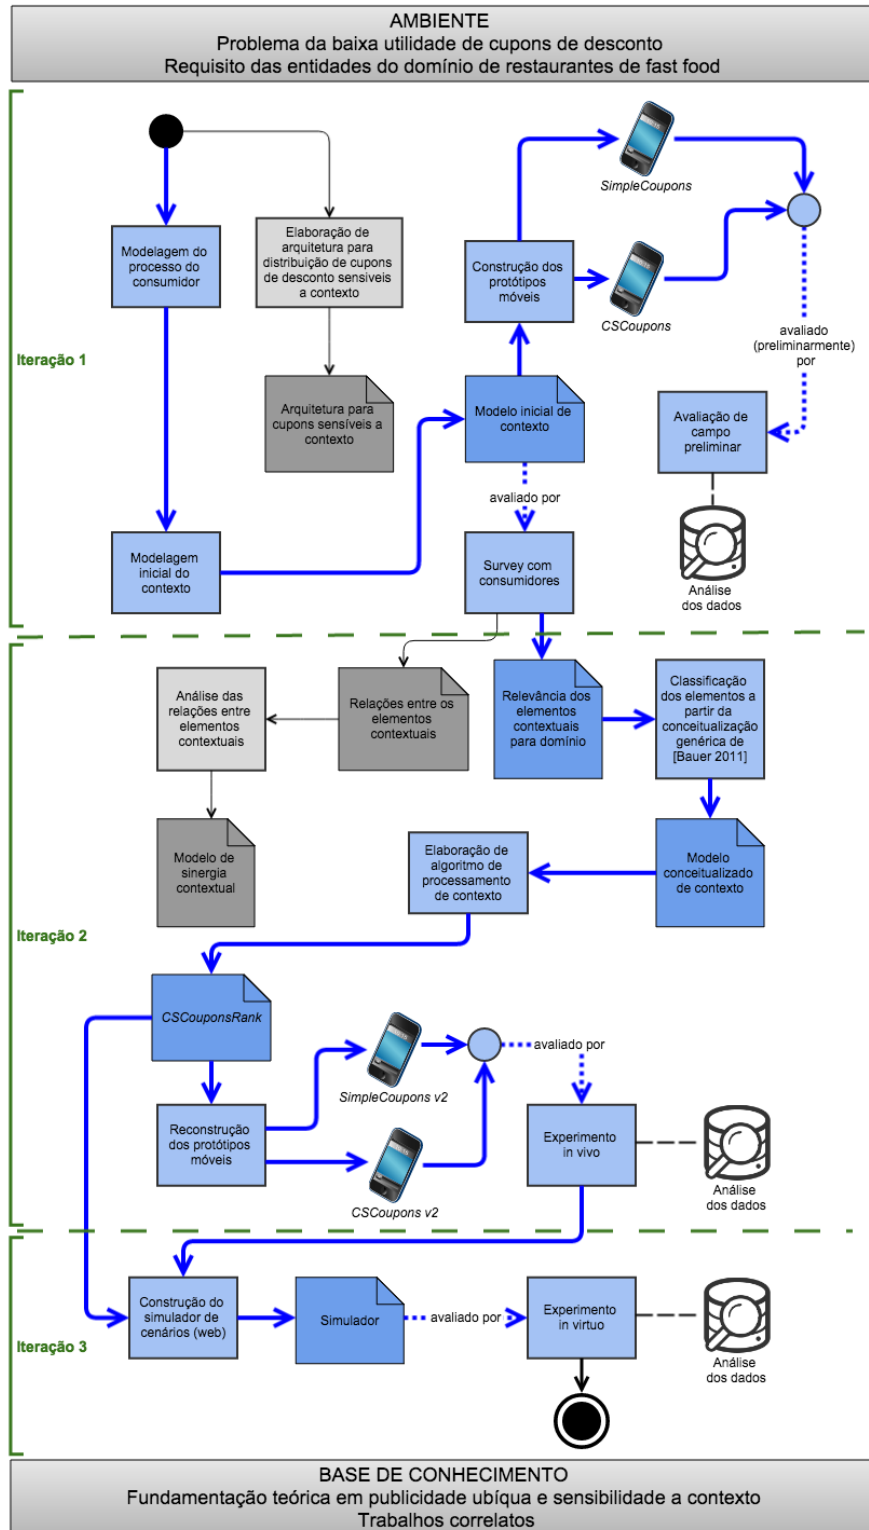 AMBIENTE
Problema da baixa utilidade de cupons de desconto
Requisito das entidades do domínio de restaurantes de fast food
Iteração 1
Modelagem do
processo do
consumidor
Elaboração de
arquitetura para
distribuição de cupons
de desconto sensiveis
a contexto
Arquitetura para
cupons sensíveis a
contexto
Modelagem
inicial do
contexto
Modelo inicial de
contexto
Construção dos
protótipos
móveis
SimpleCoupons
CSCoupons
avaliado
(preliminarmente)
por
Avaliação de
campo
preliminar
Análise
dos dados
avaliado por
Survey com
consumidores
Iteração 2
Análise das
relações entre
elementos
contextuais
Relações entre os
elementos
contextuais
Relevância dos
elementos
contextuais
para domínio
Classificação
dos elementos a
partir da
conceitualização
genérica de
[Bauer 2011]
Modelo de
sinergia
contextual
Elaboração de
algoritmo de
processamento
de contexto
Modelo
conceitualizado
de contexto
CSCouponsRank
Reconstrução
dos protótipos
móveis
SimpleCoupons v2
CSCoupons v2
avaliado por
Experimento
in vivo
Análise
dos dados
Iteração 3
Construção do
simulador de
cenários (web)
Simulador
avaliado por
Experimento
in virtuo
Análise
dos dados
BASE DE CONHECIMENTO
Fundamentação teórica em publicidade ubíqua e sensibilidade a contexto
Trabalhos correlatos